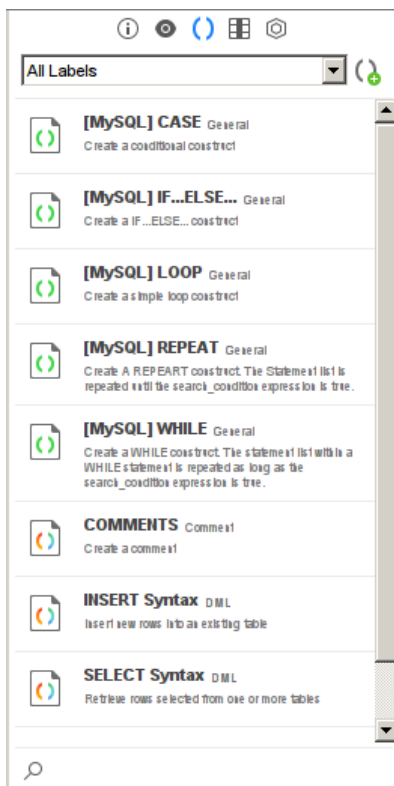 All Labels
[MySQL] CASE General
Create a conditional construct
[MySQL] IF...ELSE... General
Create a IF...ELSE... construct
[MySQL] LOOP General
Create a simple loop construct
[MySQL] REPEAT General
Create A REPEART construct. The Statement list is
repeated until the search_condition expression is true.
[MySQL] WHILE General
Create a WHILE construct. The statement list within a
WHILE statement is repeated as long as the
search_condition expression is true.
COMMENTS Comment
Create a comment
INSERT Syntax DML
Insert new rows into an existing table
SELECT Syntax DML
Retrieve rows selected from one or more tables